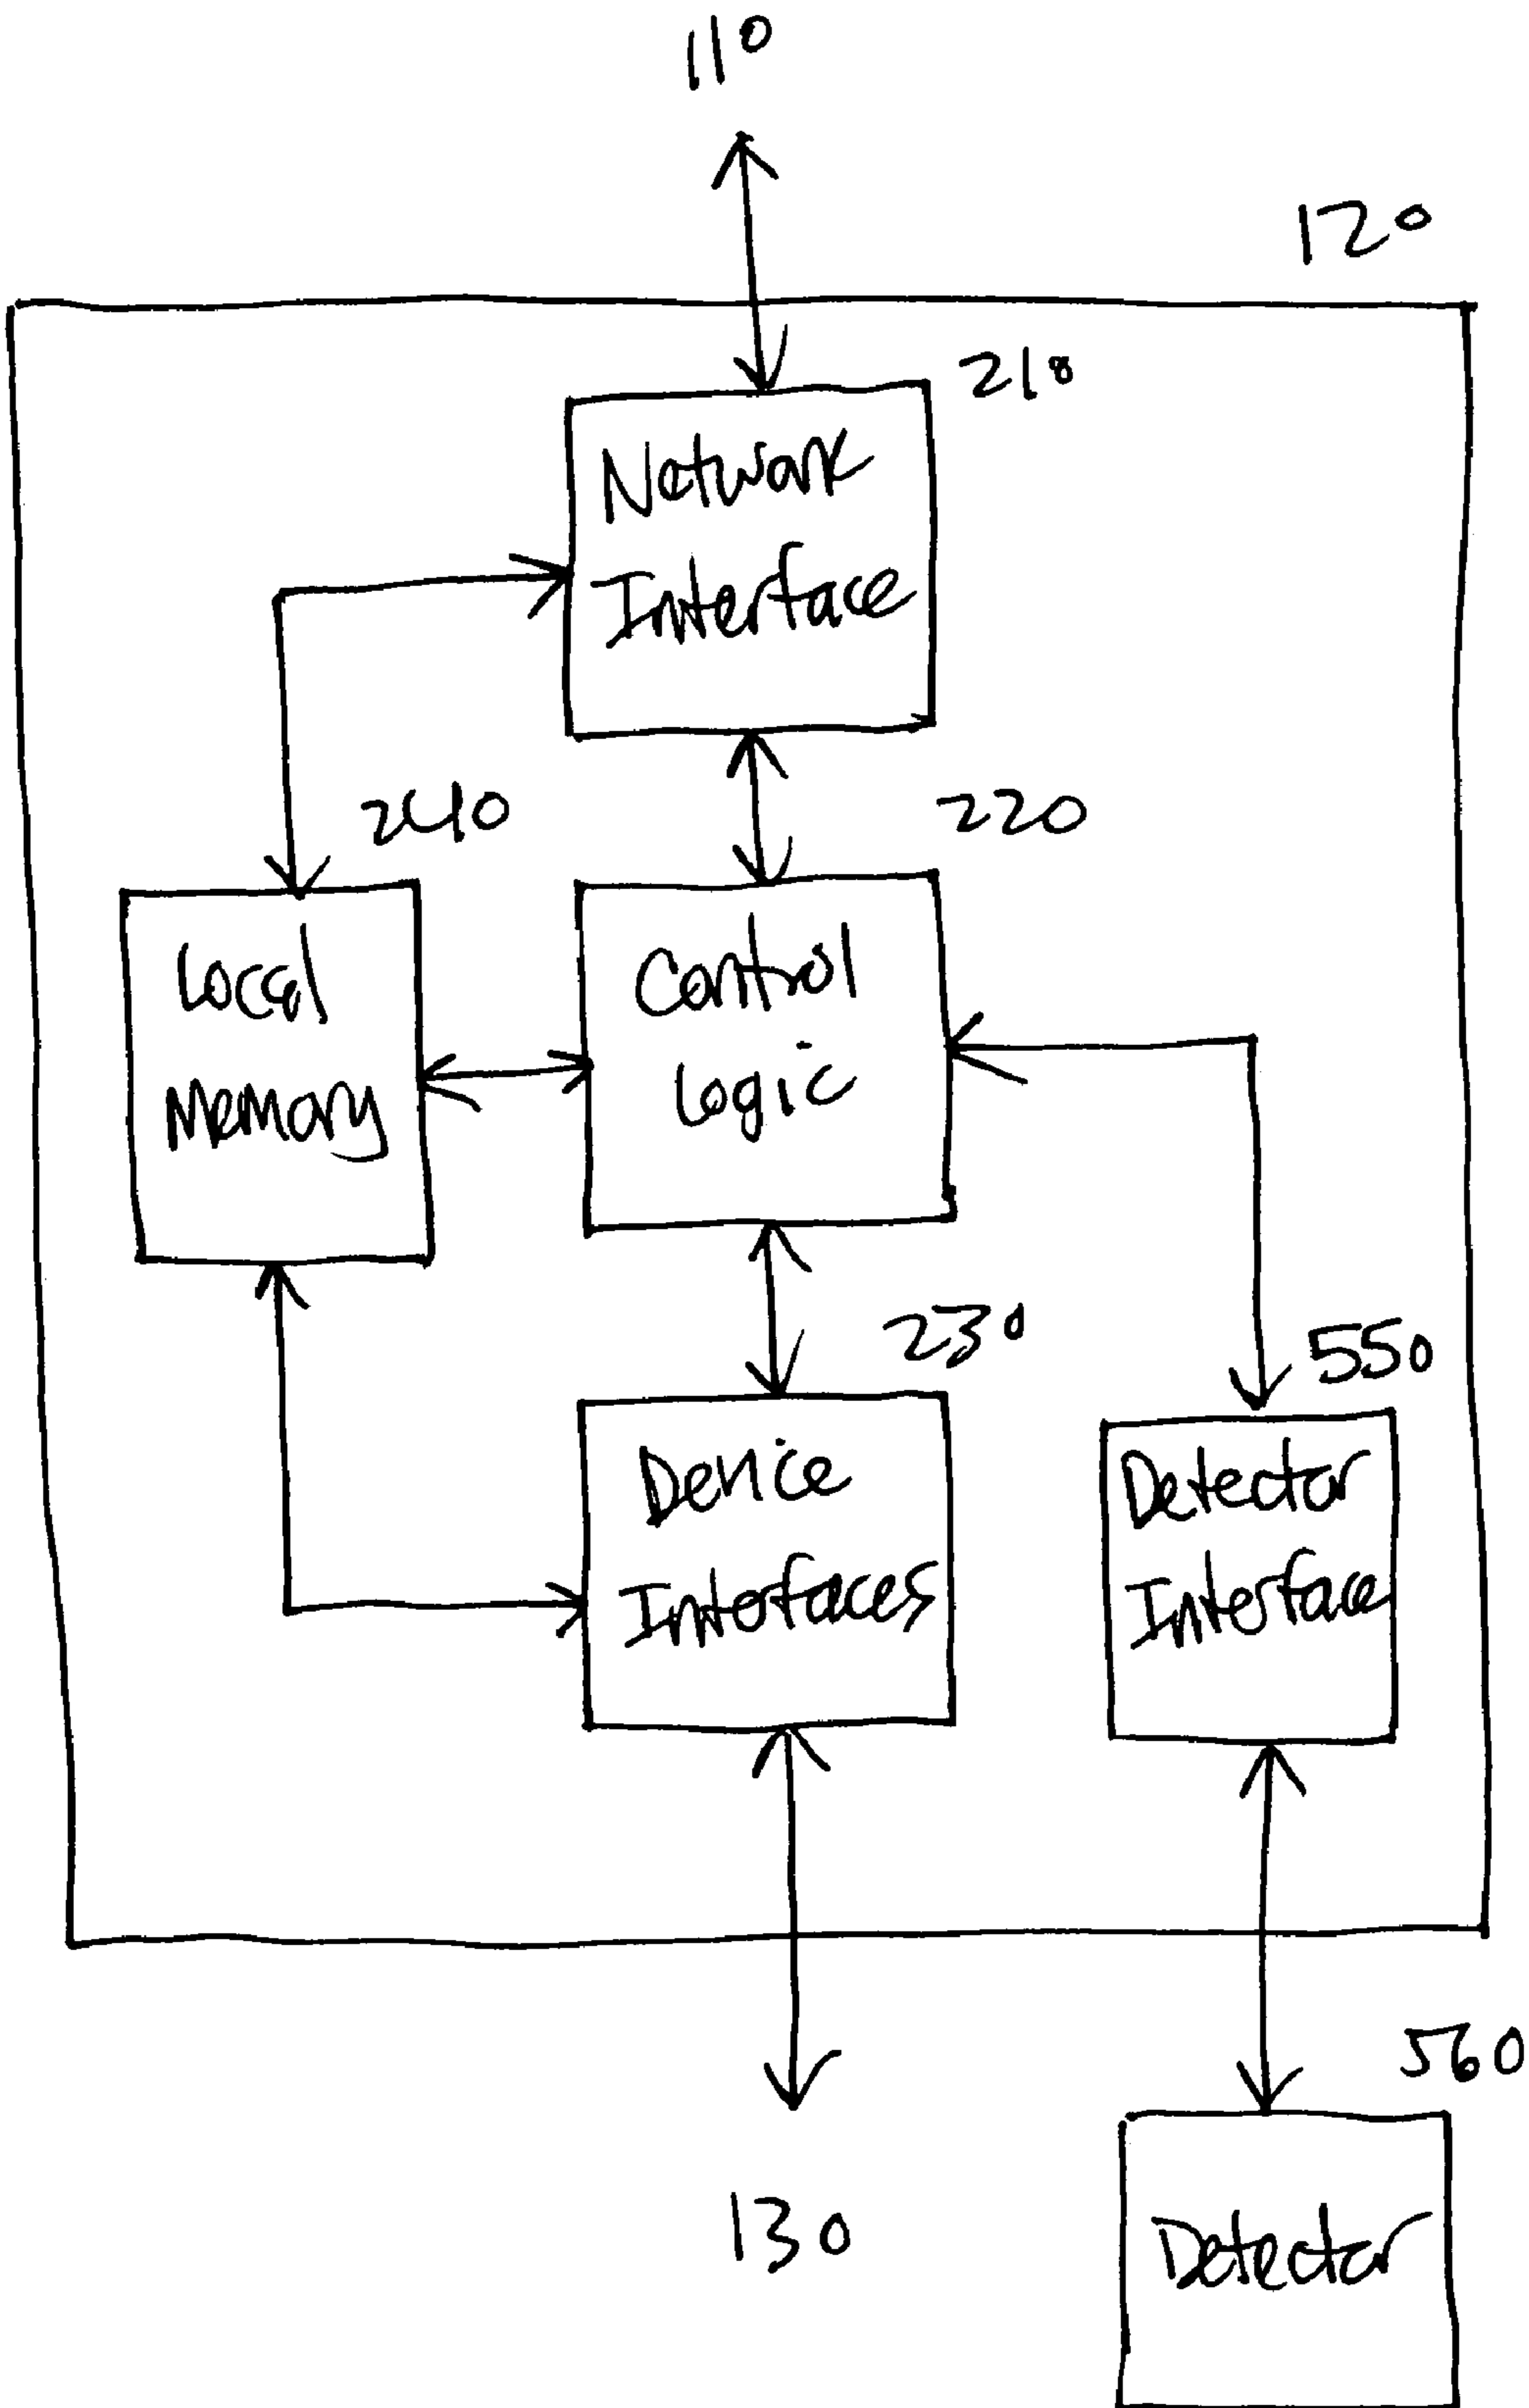 110
120
210
Network
Interface
240
220
Local
Memory
Control
Logic
230
550
Device
Interfaces
Detector
Interface
560
130
Detector